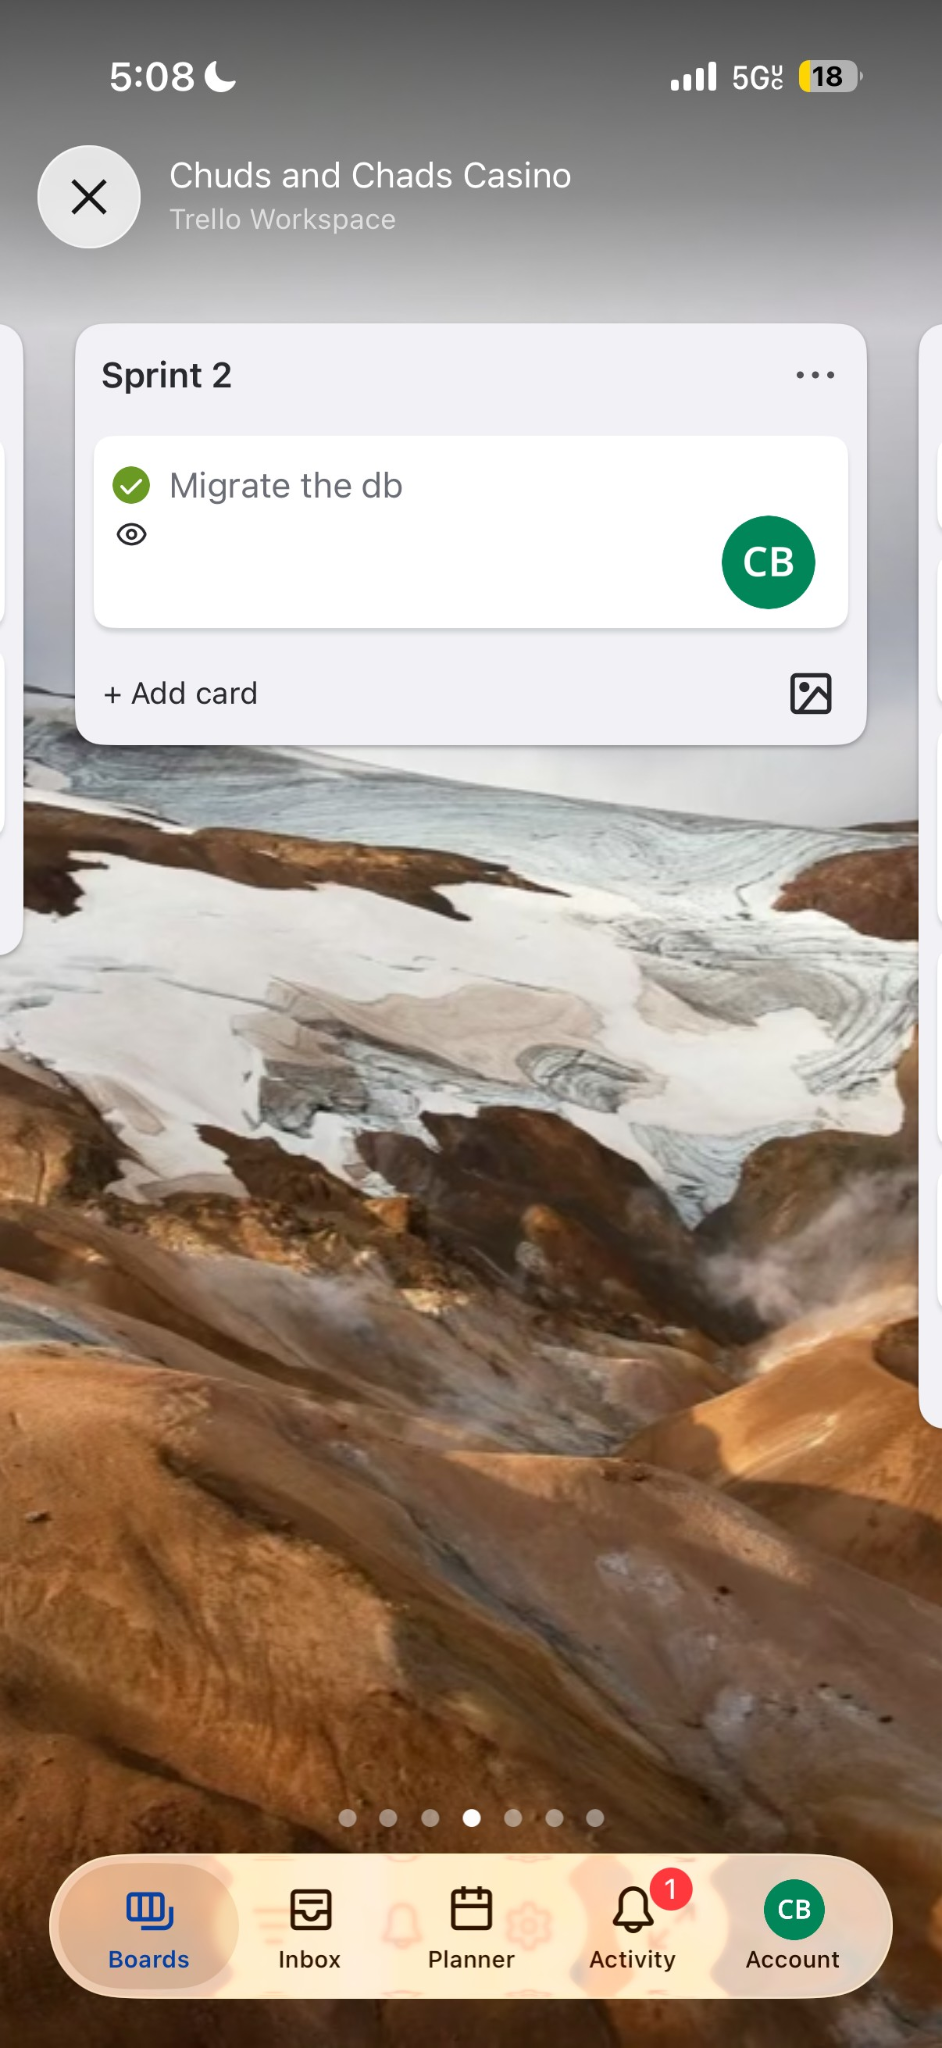 5:08
5G UC
18
Chuds and Chads Casino
Trello Workspace
Sprint 2
Migrate the db
CB
+ Add card
1
CB
Boards
Inbox
Planner
Activity
Account